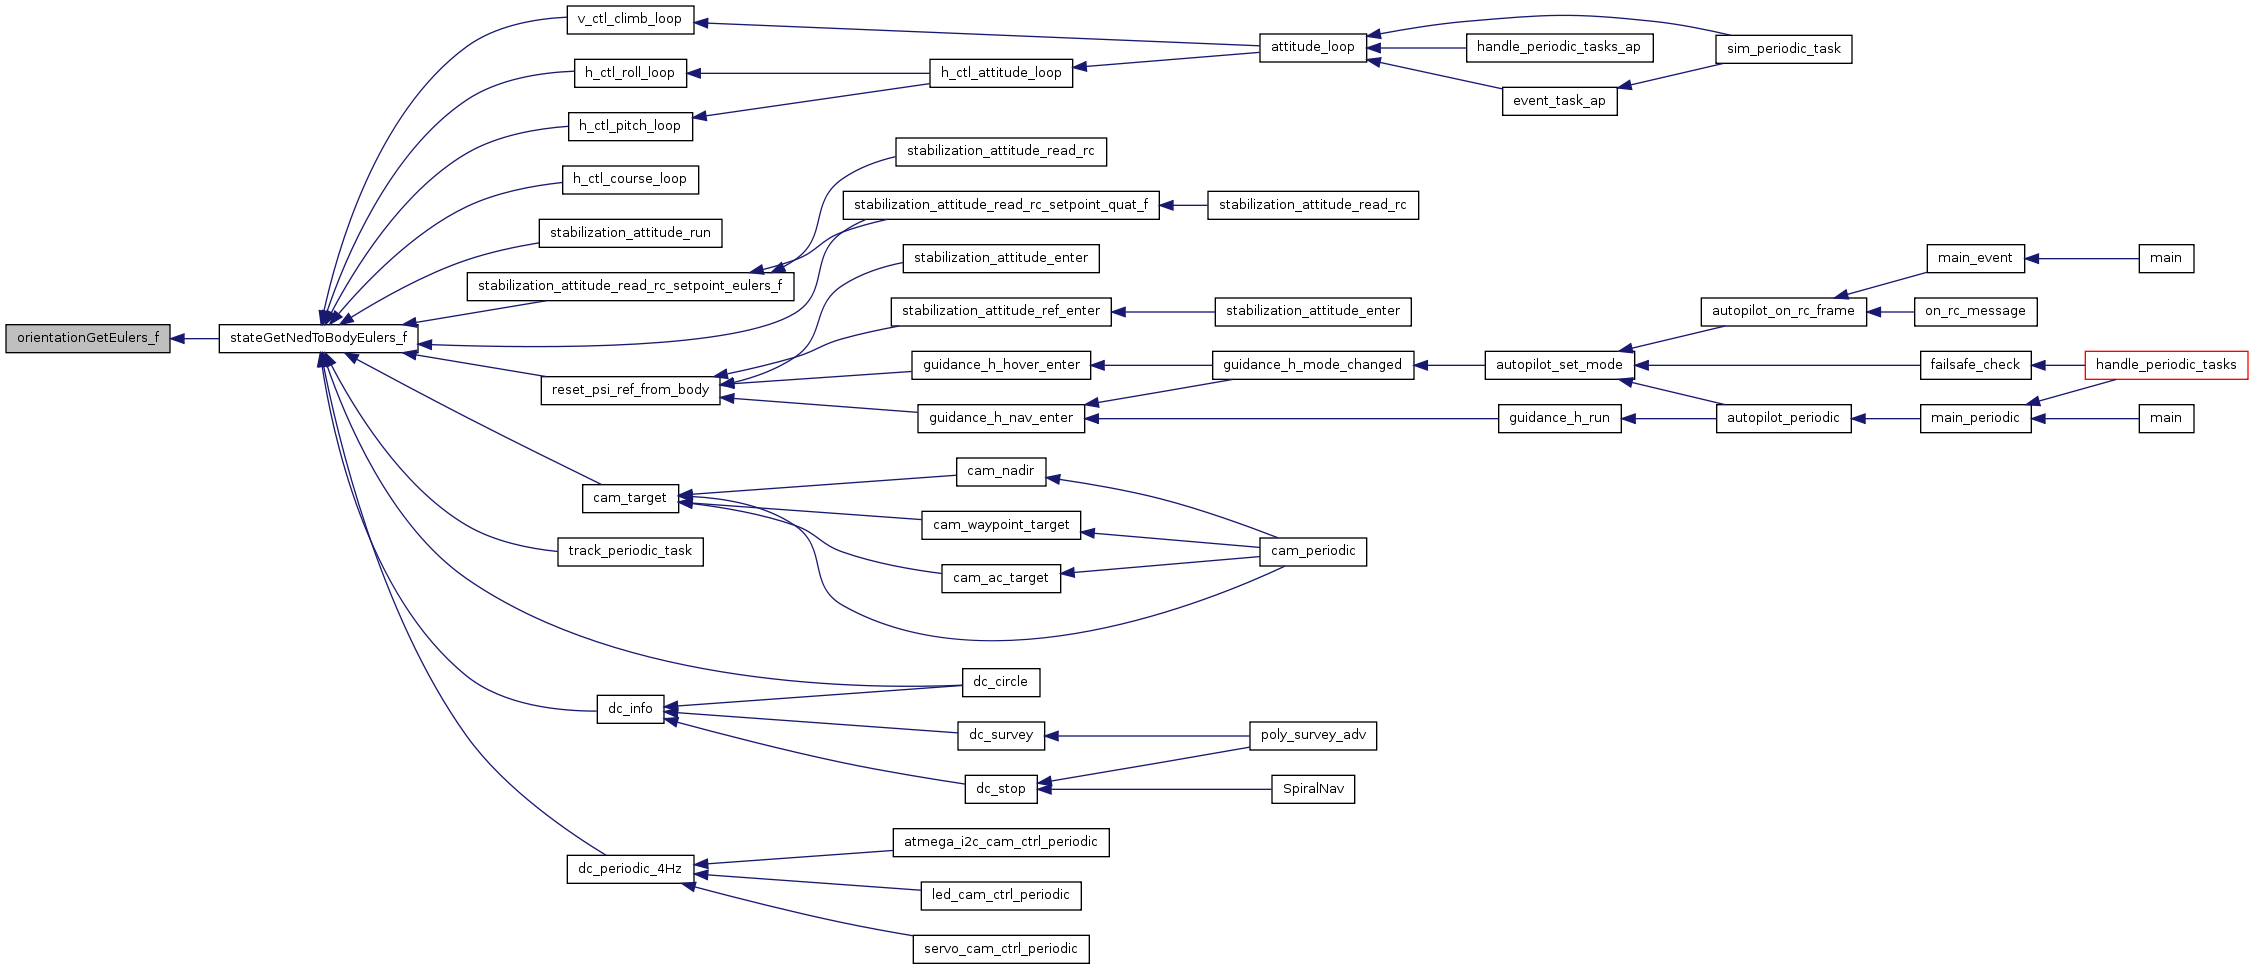 v_ctl_climb_loop
attitude_loop
handle_periodic_tasks_ap
sim_periodic_task
h_ctl_roll_loop
h_ctl_attitude_loop
event_task_ap
h_ctl_pitch_loop
stabilization_attitude_read_rc
h_ctl_course_loop
stabilization_attitude_read_rc_setpoint_quat_f
stabilization_attitude_read_rc
stabilization_attitude_run
stabilization_attitude_enter
main_event
main
stabilization_attitude_read_rc_setpoint_eulers_f
stabilization_attitude_ref_enter
stabilization_attitude_enter
autopilot_on_rc_frame
on_rc_message
orientationGetEulers_f
stateGetNedToBodyEulers_f
guidance_h_hover_enter
guidance_h_mode_changed
autopilot_set_mode
failsafe_check
handle_periodic_tasks
reset_psi_ref_from_body
guidance_h_nav_enter
guidance_h_run
autopilot_periodic
main_periodic
main
cam_nadir
cam_target
cam_waypoint_target
track_periodic_task
cam_periodic
cam_ac_target
dc_circle
dc_info
dc_survey
poly_survey_adv
dc_stop
SpiralNav
atmega_i2c_cam_ctrl_periodic
dc_periodic_4Hz
led_cam_ctrl_periodic
servo_cam_ctrl_periodic